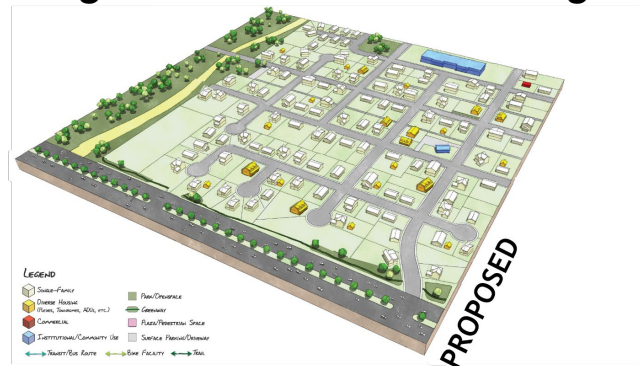 LEGEND
SINGLE-FAMILY
DIVERSE HOUSING
(PLEXES, TOWNHOMES, ADUS, ETC.)
COMMERCIAL
INSTITUTIONAL/COMMUNITY USE
PARK/OPENSPACE
GREENWAY
PLAZA/PEDESTRIAN SPACE
SURFACE PARKING/DRIVEWAY
TRANSIT/BUS ROUTE
BIKE FACILITY
TRAIL
PROPOSED